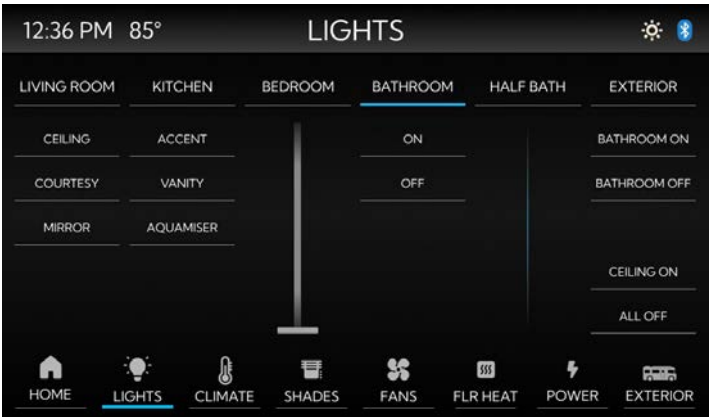 12:36 PM 85° LIGHTS
LIVING ROOM KITCHEN BEDROOM BATHROOM HALF BATH EXTERIOR
CEILING ACCENT ON BATHROOM ON
COURTESY VANITY OFF BATHROOM OFF
MIRROR AQUAMISER
CEILING ON
ALL OFF
HOME LIGHTS CLIMATE SHADES FANS FLR HEAT POWER EXTERIOR